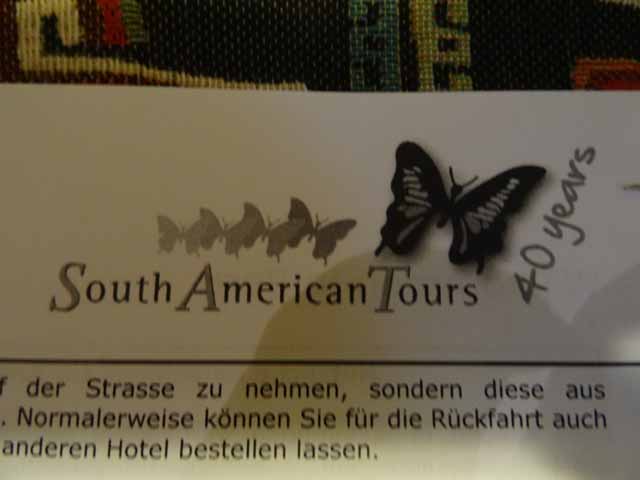 South American Tours
40 years
f der Strasse zu nehmen, sondern diese aus
. Normalerweise können Sie für die Rückfahrt auch
anderen Hotel bestellen lassen.